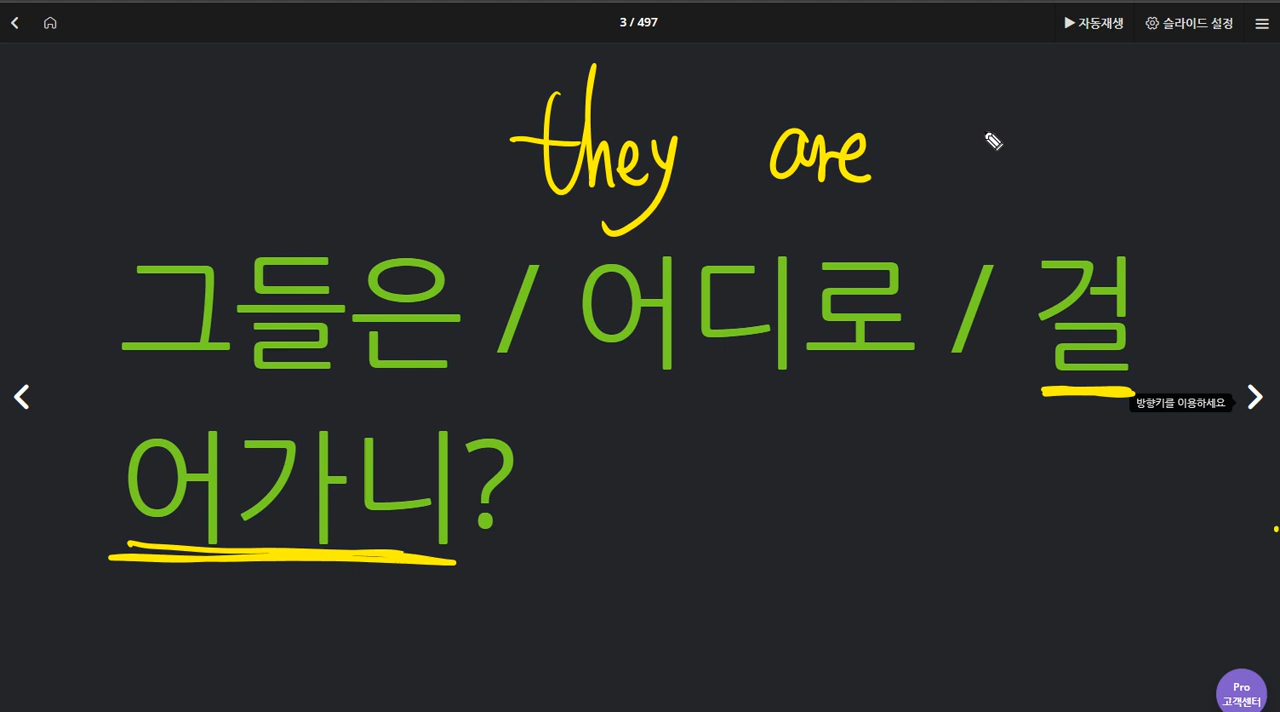 3 / 497
자동재생
슬라이드 설정
they are
그들은 / 어디로 / 걸
방향키를 이용하세요
어가니?
Pro
고객센터